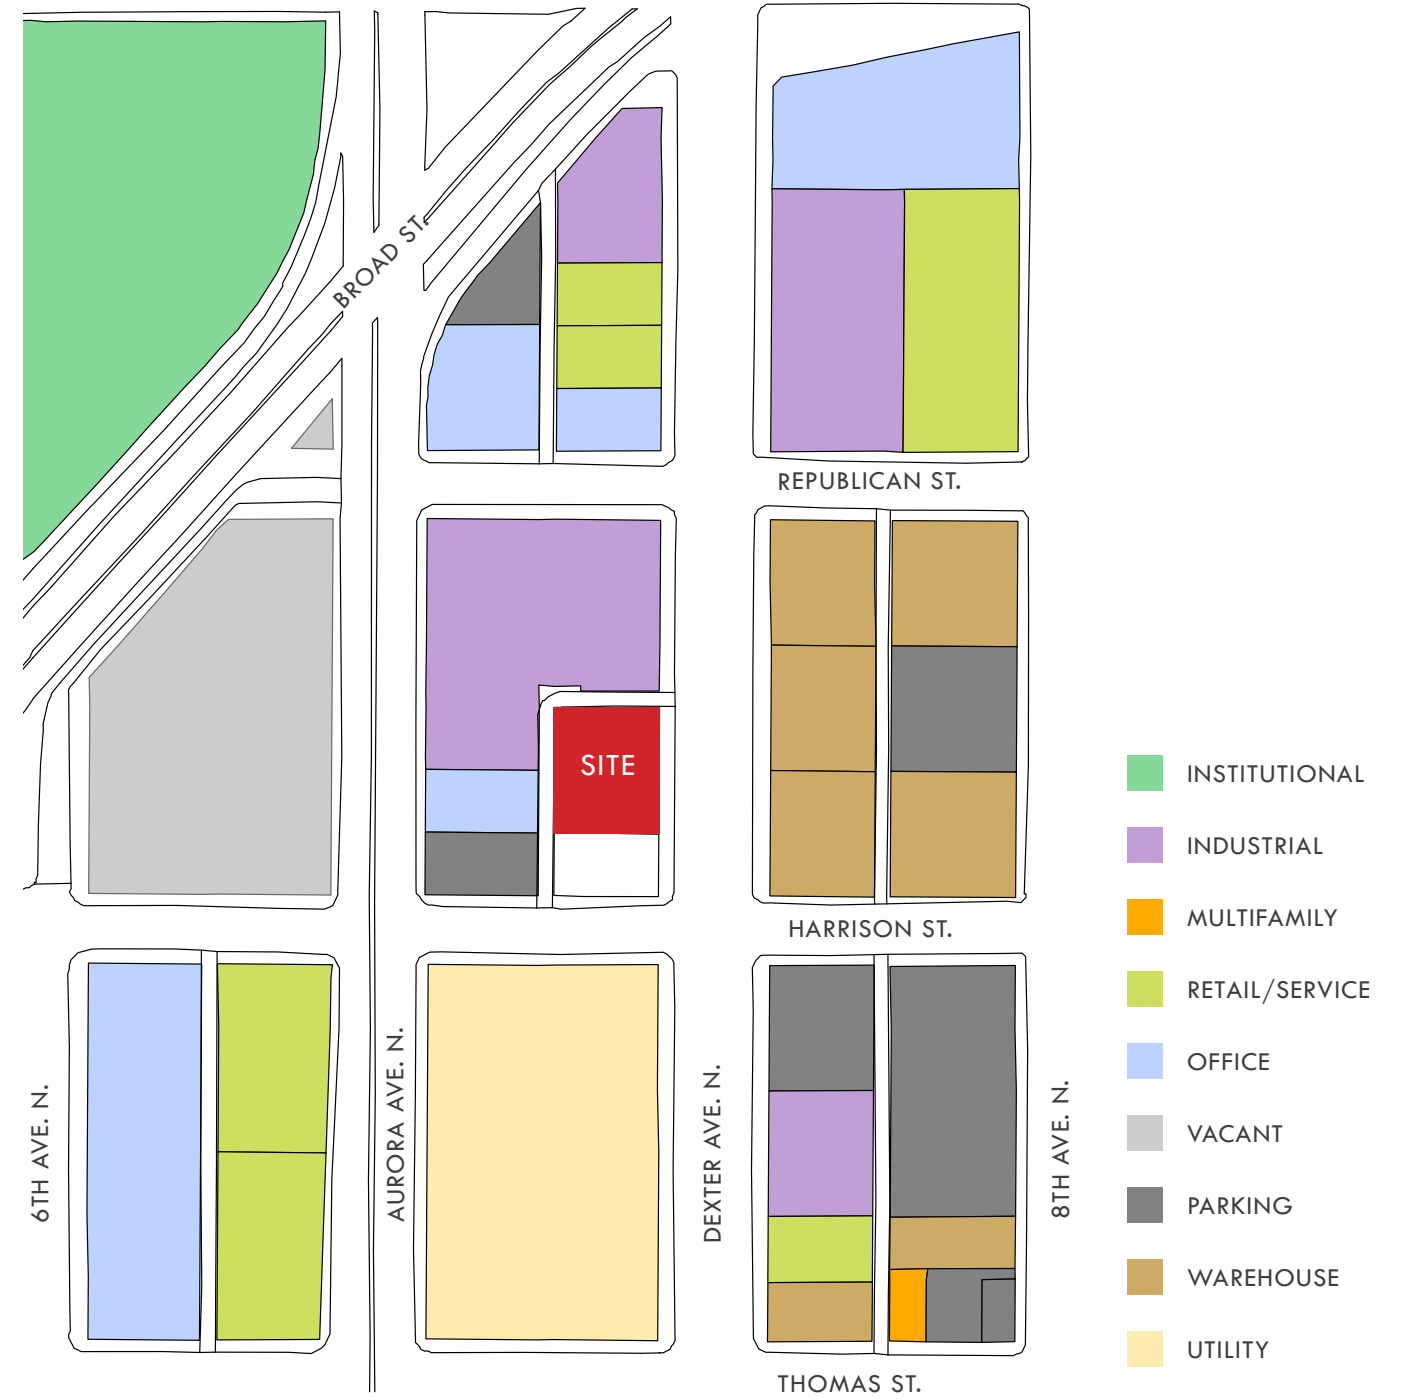 BROAD ST.
REPUBLICAN ST.
SITE
HARRISON ST.
6TH AVE. N.
AURORA AVE. N.
DEXTER AVE. N.
8TH AVE. N.
THOMAS ST.
INSTITUTIONAL
INDUSTRIAL
MULTIFAMILY
RETAIL/SERVICE
OFFICE
VACANT
PARKING
WAREHOUSE
UTILITY